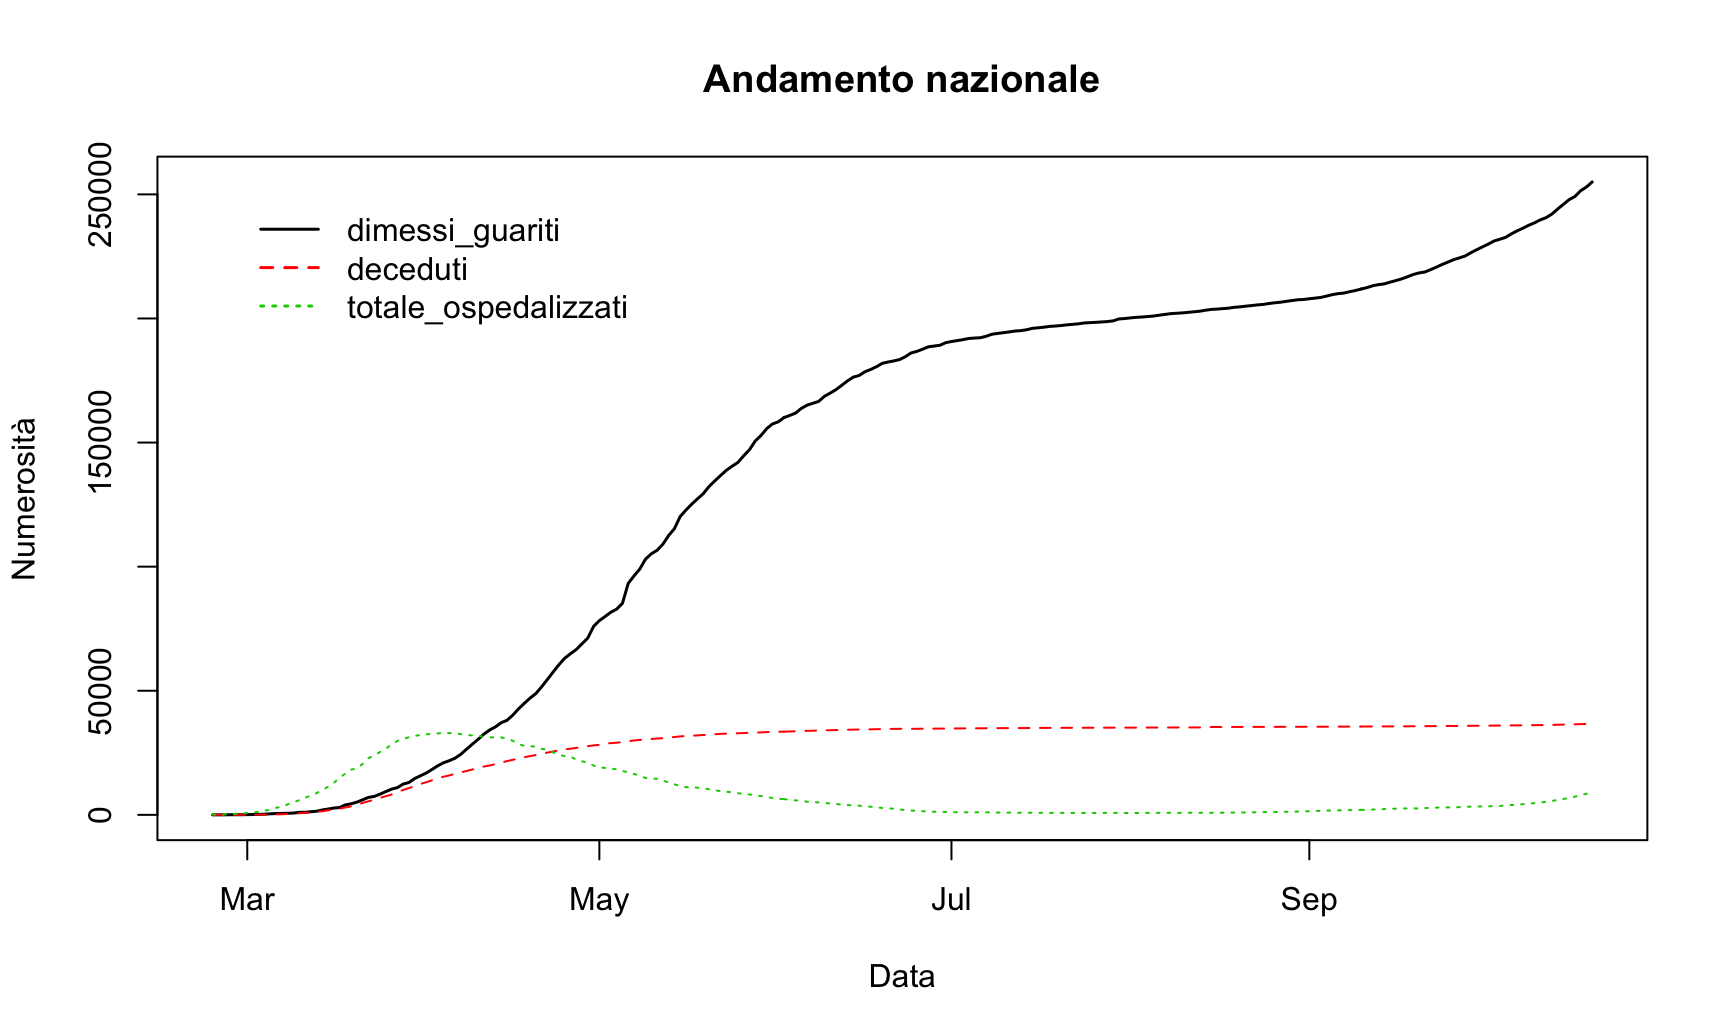 Andamento nazionale
250000
150000
50000
0
Numerosità
dimessi_guariti
deceduti
totale_ospedalizzati
Mar May Jul Sep
Data